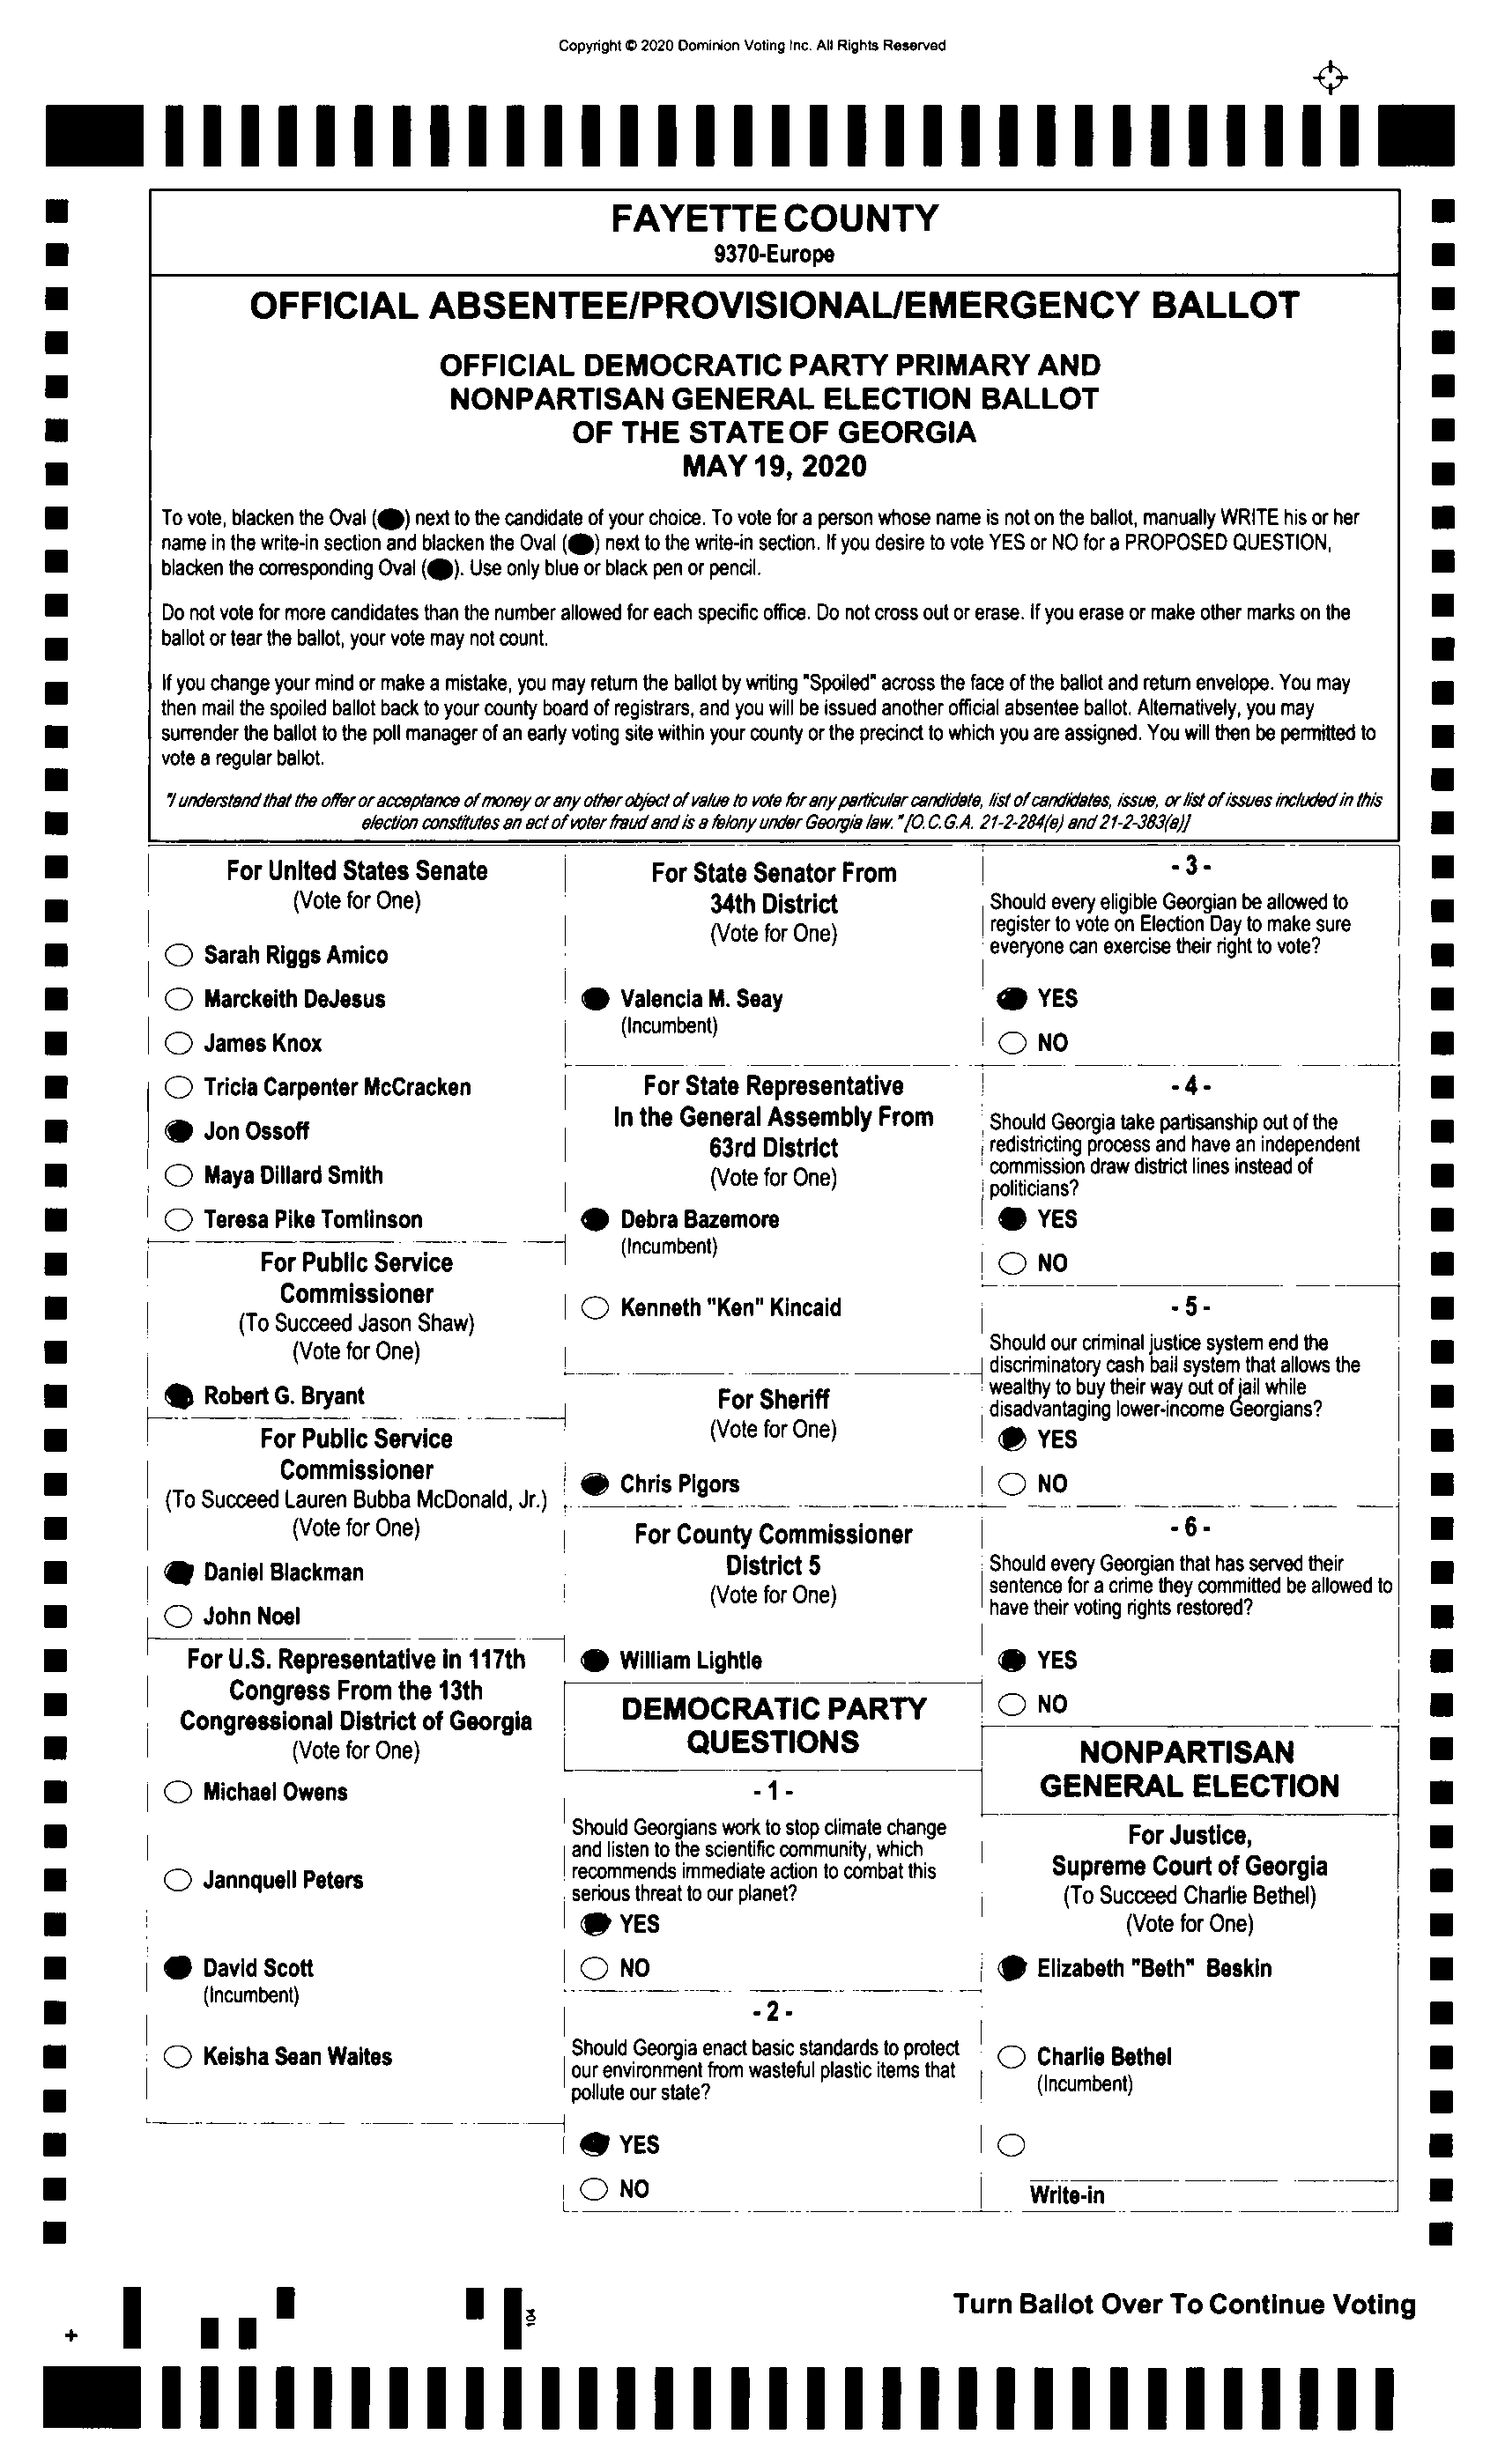 Copyright © 2020 Dominion Voting Inc. All Rights Reserved
FAYETTE COUNTY
9370-Europe
OFFICIAL ABSENTEE/PROVISIONAL/EMERGENCY BALLOT
OFFICIAL DEMOCRATIC PARTY PRIMARY AND
NONPARTISAN GENERAL ELECTION BALLOT
OF THE STATE OF GEORGIA
MAY 19, 2020
To vote, blacken the Oval (●) next to the candidate of your choice. To vote for a person whose name is not on the ballot, manually WRITE his or her
name in the write-in section and blacken the Oval (●) next to the write-in section. If you desire to vote YES or NO for a PROPOSED QUESTION,
blacken the corresponding Oval (●). Use only blue or black pen or pencil.
Do not vote for more candidates than the number allowed for each specific office. Do not cross out or erase. If you erase or make other marks on the
ballot or tear the ballot, your vote may not count.
If you change your mind or make a mistake, you may return the ballot by writing "Spoiled" across the face of the ballot and return envelope. You may
then mail the spoiled ballot back to your county board of registrars, and you will be issued another official absentee ballot. Alternatively, you may
surrender the ballot to the poll manager of an early voting site within your county or the precinct to which you are assigned. You will then be permitted to
vote a regular ballot.
"I understand that the offer or acceptance of money or any other object of value to vote for any particular candidate, list of candidates, issue, or list of issues included in this
election constitutes an act of voter fraud and is a felony under Georgia law." [O.C.G.A. 21-2-284(e) and 21-2-383(a)]
For United States Senate
(Vote for One)
Sarah Riggs Amico
Marckeith DeJesus
James Knox
Tricia Carpenter McCracken
Jon Ossoff
Maya Dillard Smith
Teresa Pike Tomlinson
For Public Service
Commissioner
(To Succeed Jason Shaw)
(Vote for One)
Robert G. Bryant
For Public Service
Commissioner
(To Succeed Lauren Bubba McDonald, Jr.)
(Vote for One)
Daniel Blackman
John Noel
For U.S. Representative in 117th
Congress From the 13th
Congressional District of Georgia
(Vote for One)
Michael Owens
Jannquell Peters
David Scott
(Incumbent)
Keisha Sean Waites
For State Senator From
34th District
(Vote for One)
Valencia M. Seay
(Incumbent)
For State Representative
In the General Assembly From
63rd District
(Vote for One)
Debra Bazemore
(Incumbent)
Kenneth "Ken" Kincaid
For Sheriff
(Vote for One)
Chris Pigors
For County Commissioner
District 5
(Vote for One)
William Lightle
DEMOCRATIC PARTY
QUESTIONS
- 1 -
Should Georgians work to stop climate change
and listen to the scientific community, which
recommends immediate action to combat this
serious threat to our planet?
YES
NO
- 2 -
Should Georgia enact basic standards to protect
our environment from wasteful plastic items that
pollute our state?
YES
NO
- 3 -
Should every eligible Georgian be allowed to
register to vote on Election Day to make sure
everyone can exercise their right to vote?
YES
NO
- 4 -
Should Georgia take partisanship out of the
redistricting process and have an independent
commission draw district lines instead of
politicians?
YES
NO
- 5 -
Should our criminal justice system end the
discriminatory cash bail system that allows the
wealthy to buy their way out of jail while
disadvantaging lower-income Georgians?
YES
NO
- 6 -
Should every Georgian that has served their
sentence for a crime they committed be allowed to
have their voting rights restored?
YES
NO
NONPARTISAN
GENERAL ELECTION
For Justice,
Supreme Court of Georgia
(To Succeed Charlie Bethel)
(Vote for One)
Elizabeth "Beth" Beskin
Charlie Bethel
(Incumbent)
Write-in
Turn Ballot Over To Continue Voting
104